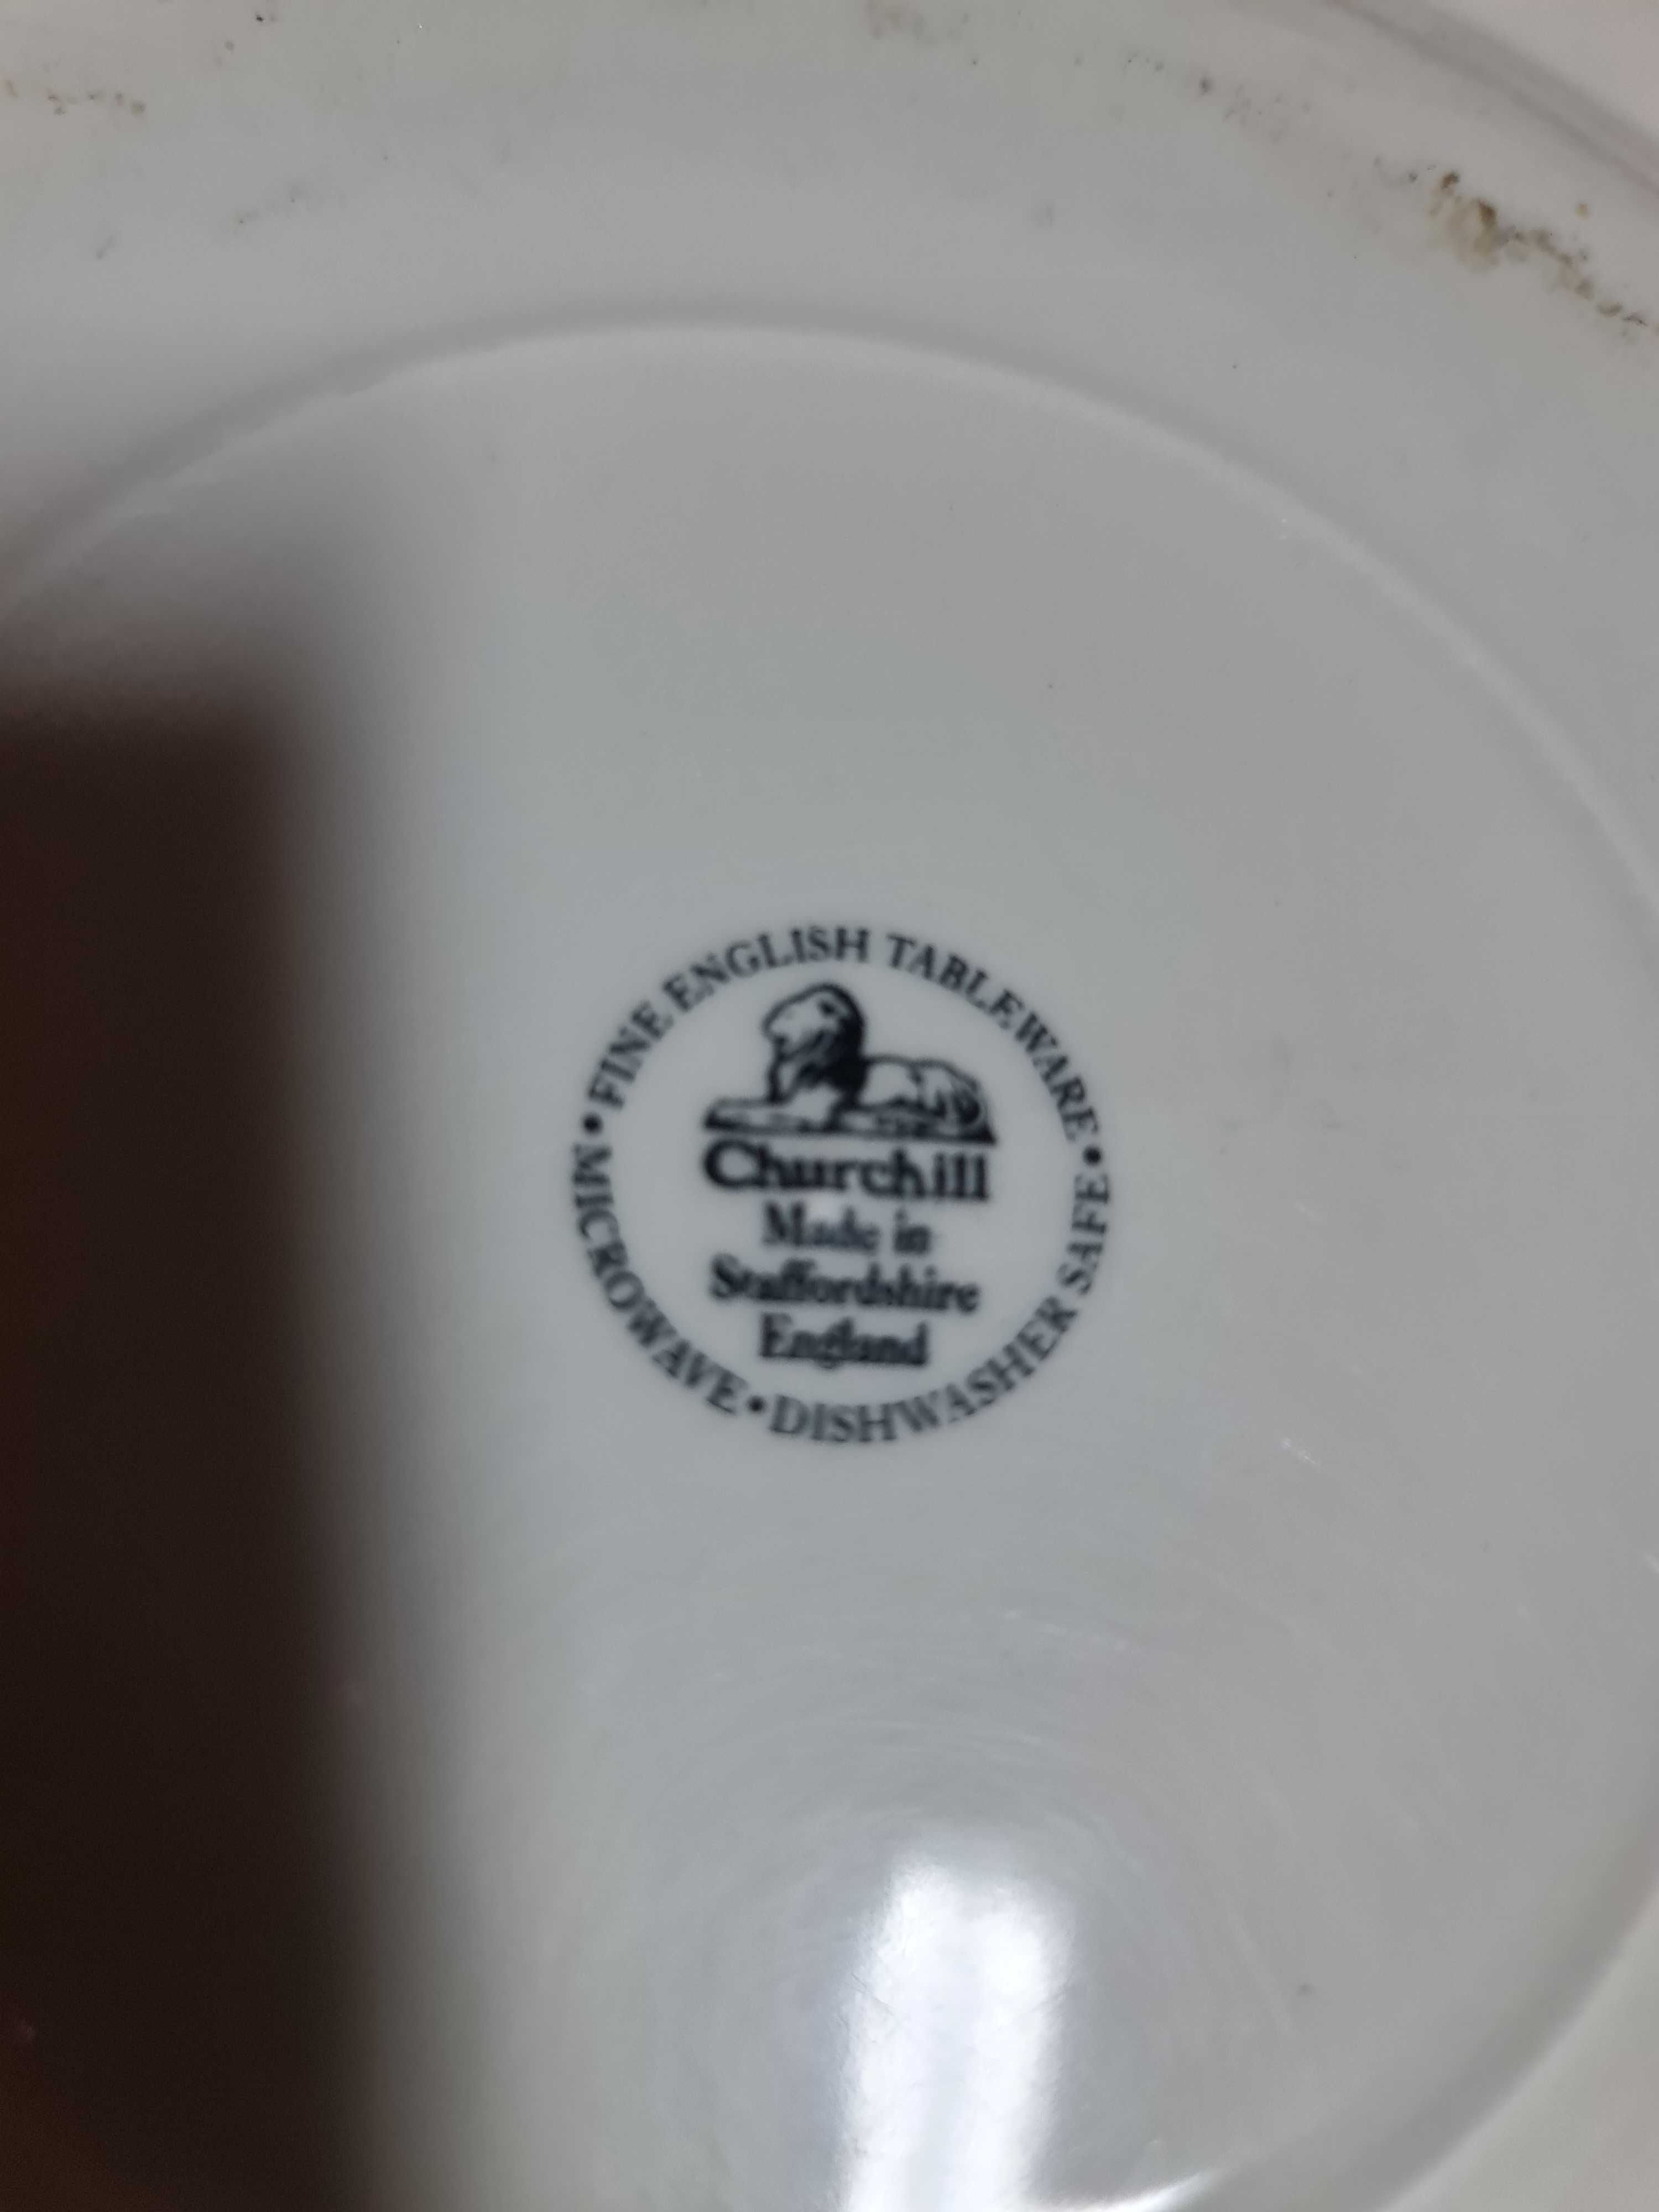 • FINE ENGLISH TABLEWARE •
Churchill
Made in
Staffordshire
England
MICROWAVE • DISHWASHER SAFE